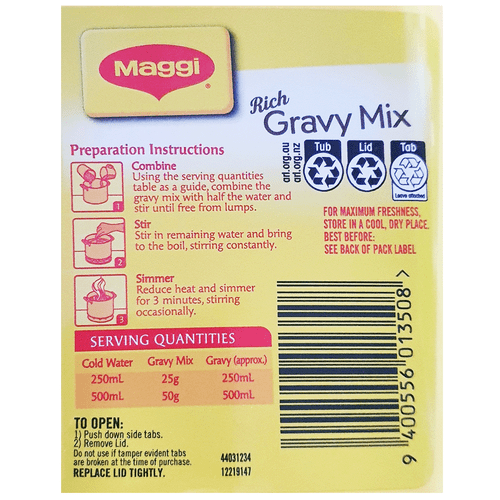 Maggi®
Rich
Gravy Mix
Preparation Instructions
Combine
Using the serving quantities
table as a guide, combine the
gravy mix with half the water and
stir until free from lumps.
1
Stir
Stir in remaining water and bring
to the boil, stirring constantly.
2
Simmer
Reduce heat and simmer
for 3 minutes, stirring
occasionally.
3
arl.org.au
arl.org.nz
Tub Lid Tab
Leave attached
FOR MAXIMUM FRESHNESS,
STORE IN A COOL, DRY PLACE.
BEST BEFORE:
SEE BACK OF PACK LABEL
SERVING QUANTITIES
Cold Water Gravy Mix Gravy (approx.)
250mL 25g 250mL
500mL 50g 500mL
TO OPEN:
1) Push down side tabs.
2) Remove Lid.
Do not use if tamper evident tabs
are broken at the time of purchase.
REPLACE LID TIGHTLY.
44031234
12219147
9 400556 013508 >